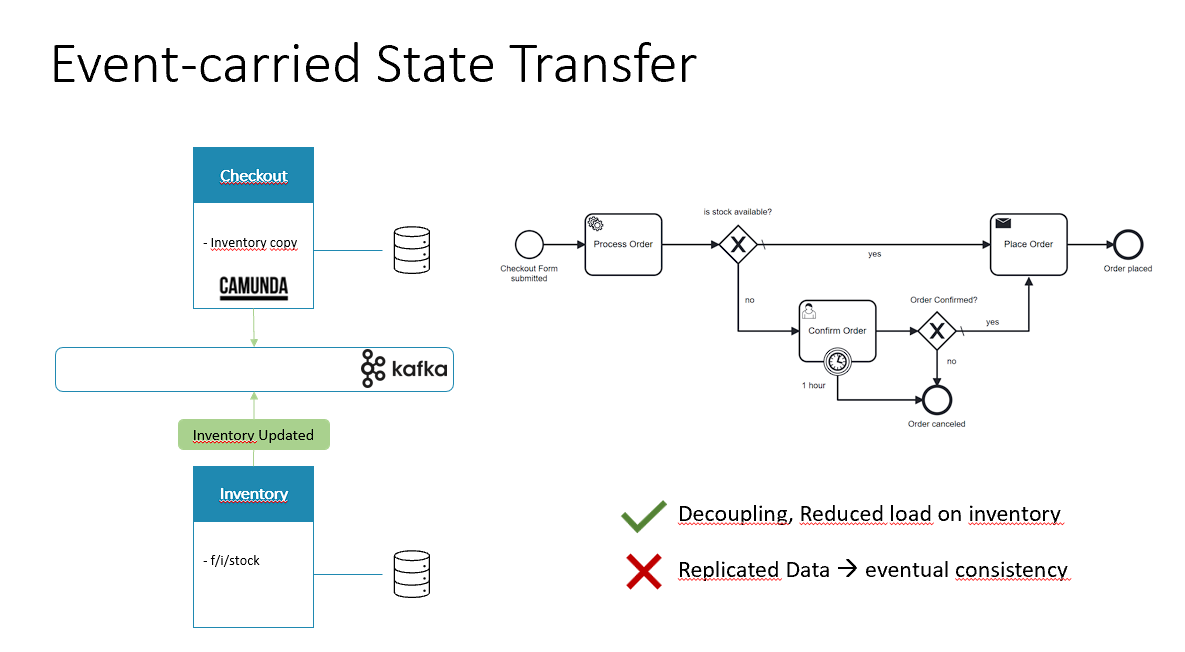 Event-carried State Transfer
Checkout
- Inventory copy
CAMUNDA
kafka
Inventory Updated
Inventory
- f/i/stock
Checkout Form
submitted
Process Order
is stock available?
yes
no
Place Order
Order placed
Confirm Order
1 hour
Order Confirmed?
yes
no
Order canceled
Decoupling, Reduced load on inventory
Replicated Data → eventual consistency